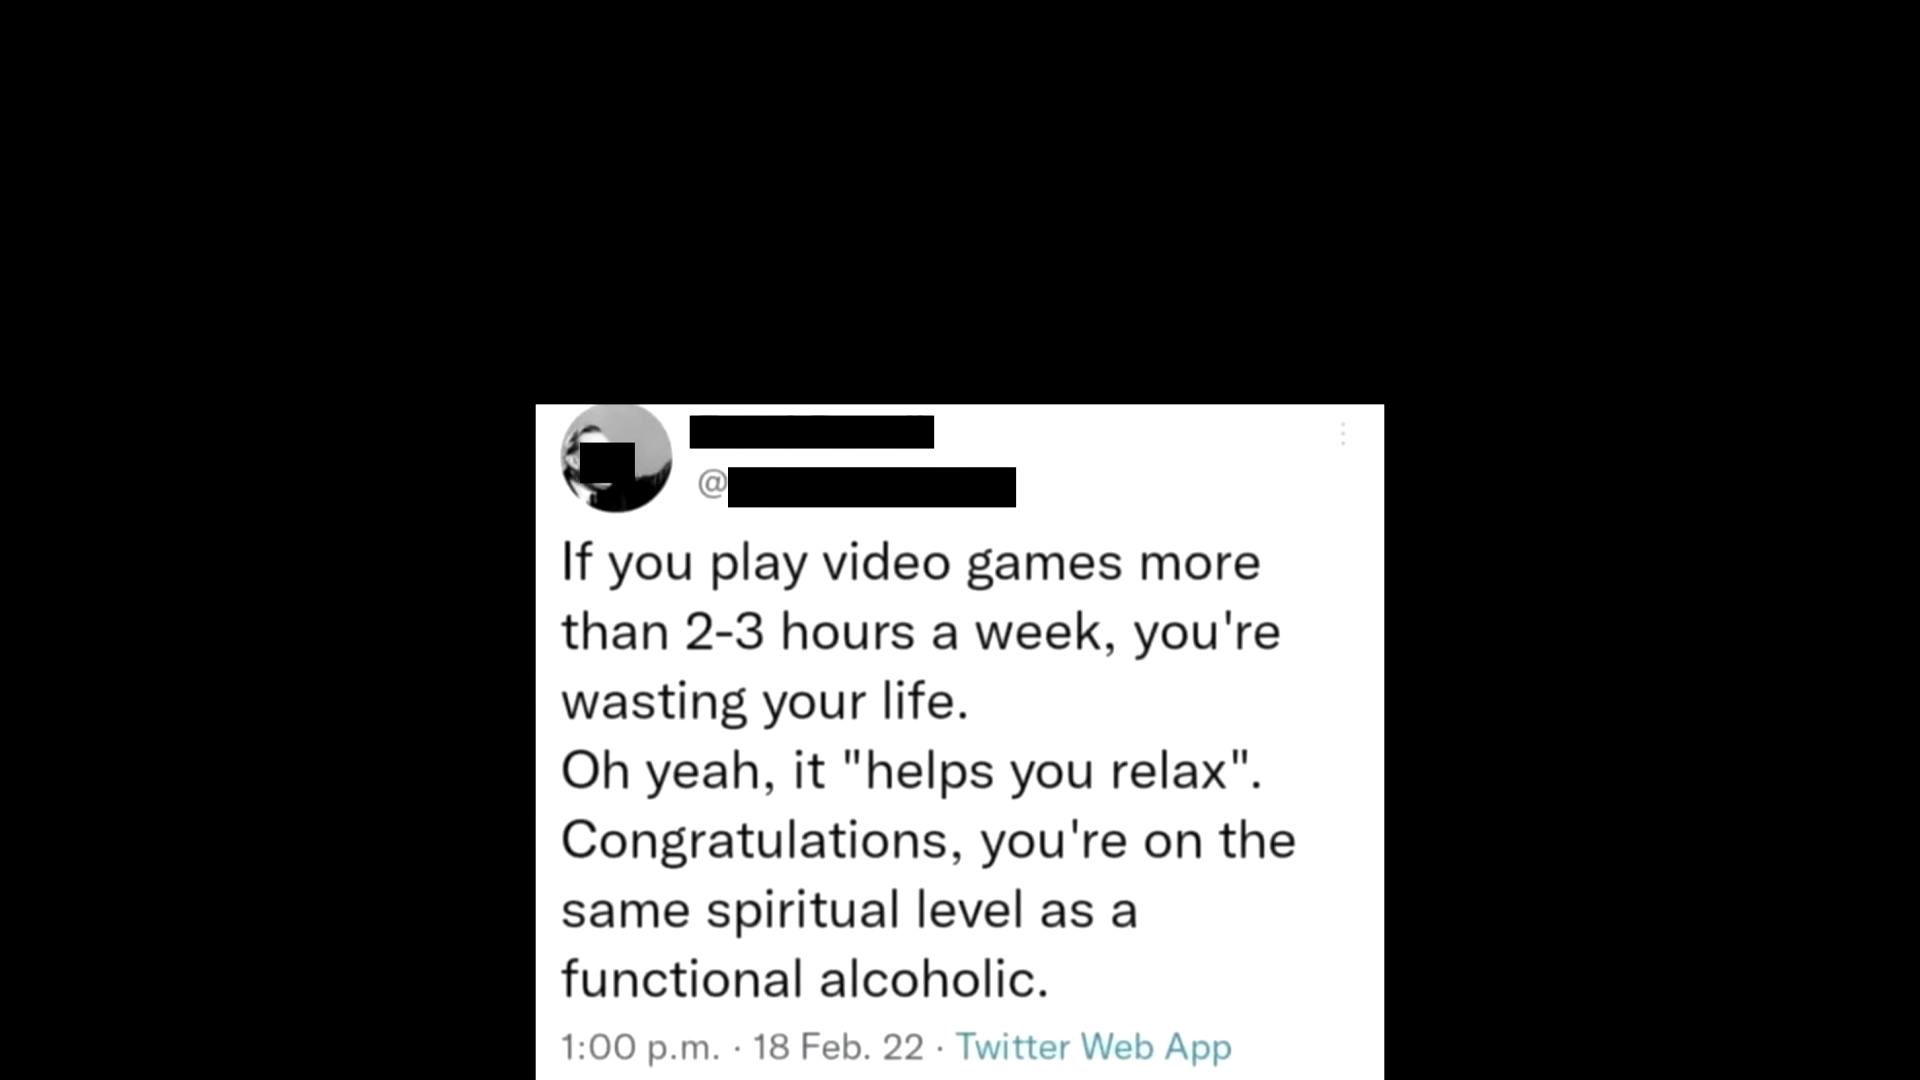 @
If you play video games more
than 2-3 hours a week, you're
wasting your life.
Oh yeah, it "helps you relax".
Congratulations, you're on the
same spiritual level as a
functional alcoholic.
1:00 p.m. · 18 Feb. 22 · Twitter Web App